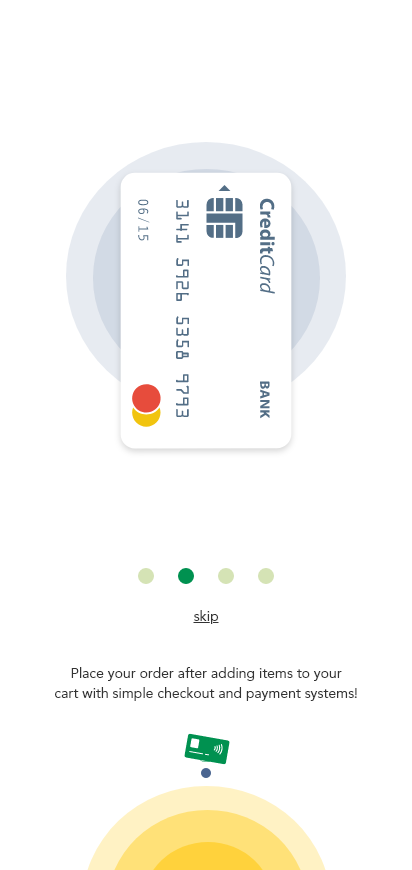 CreditCard
BANK
3141 5926 5358 9793
06/15
skip
Place your order after adding items to your
cart with simple checkout and payment systems!